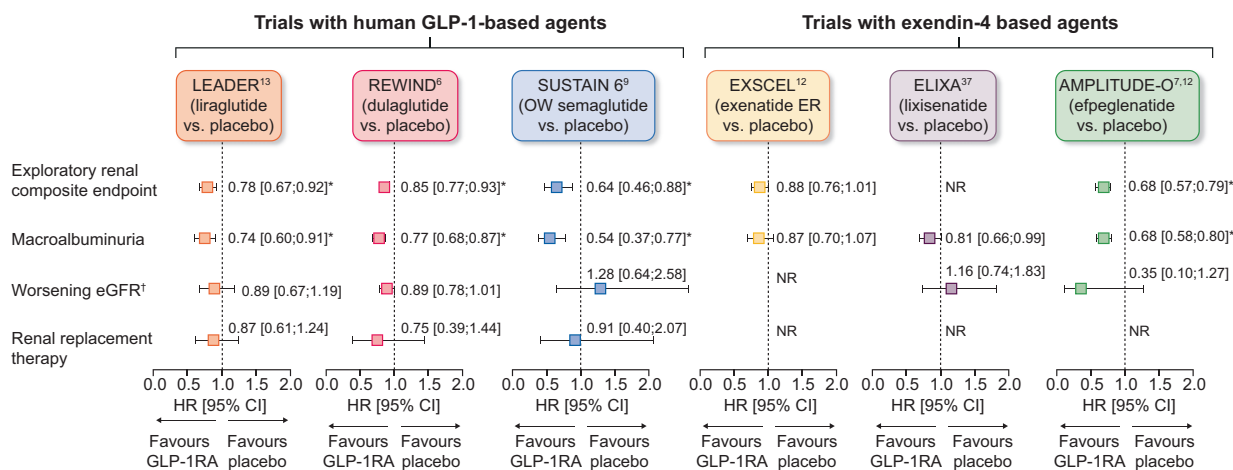 Trials with human GLP-1-based agents
Trials with exendin-4 based agents
LEADER¹³
(liraglutide
vs. placebo)
REWIND⁶
(dulaglutide
vs. placebo)
SUSTAIN 6⁹
(OW semaglutide
vs. placebo)
EXSCEL¹²
(exenatide ER
vs. placebo)
ELIXA³⁷
(lixisenatide
vs. placebo)
AMPLITUDE-O⁷,¹²
(efpeglenatide
vs. placebo)
Exploratory renal
composite endpoint
0.78 [0.67;0.92]*
0.85 [0.77;0.93]*
0.64 [0.46;0.88]*
0.88 [0.76;1.01]
NR
0.68 [0.57;0.79]*
Macroalbuminuria
0.74 [0.60;0.91]*
0.77 [0.68;0.87]*
0.54 [0.37;0.77]*
0.87 [0.70;1.07]
0.81 [0.66;0.99]
0.68 [0.58;0.80]*
Worsening eGFR†
0.89 [0.67;1.19]
0.89 [0.78;1.01]
1.28 [0.64;2.58]
NR
1.16 [0.74;1.83]
0.35 [0.10;1.27]
Renal replacement
therapy
0.87 [0.61;1.24]
0.75 [0.39;1.44]
0.91 [0.40;2.07]
NR
NR
NR
0.0 0.5 1.0 1.5 2.0
0.0 0.5 1.0 1.5 2.0
0.0 0.5 1.0 1.5 2.0
0.0 0.5 1.0 1.5 2.0
0.0 0.5 1.0 1.5 2.0
0.0 0.5 1.0 1.5 2.0
HR [95% CI]
HR [95% CI]
HR [95% CI]
HR [95% CI]
HR [95% CI]
HR [95% CI]
Favours Favours
GLP-1RA placebo
Favours Favours
GLP-1RA placebo
Favours Favours
GLP-1RA placebo
Favours Favours
GLP-1RA placebo
Favours Favours
GLP-1RA placebo
Favours Favours
GLP-1RA placebo